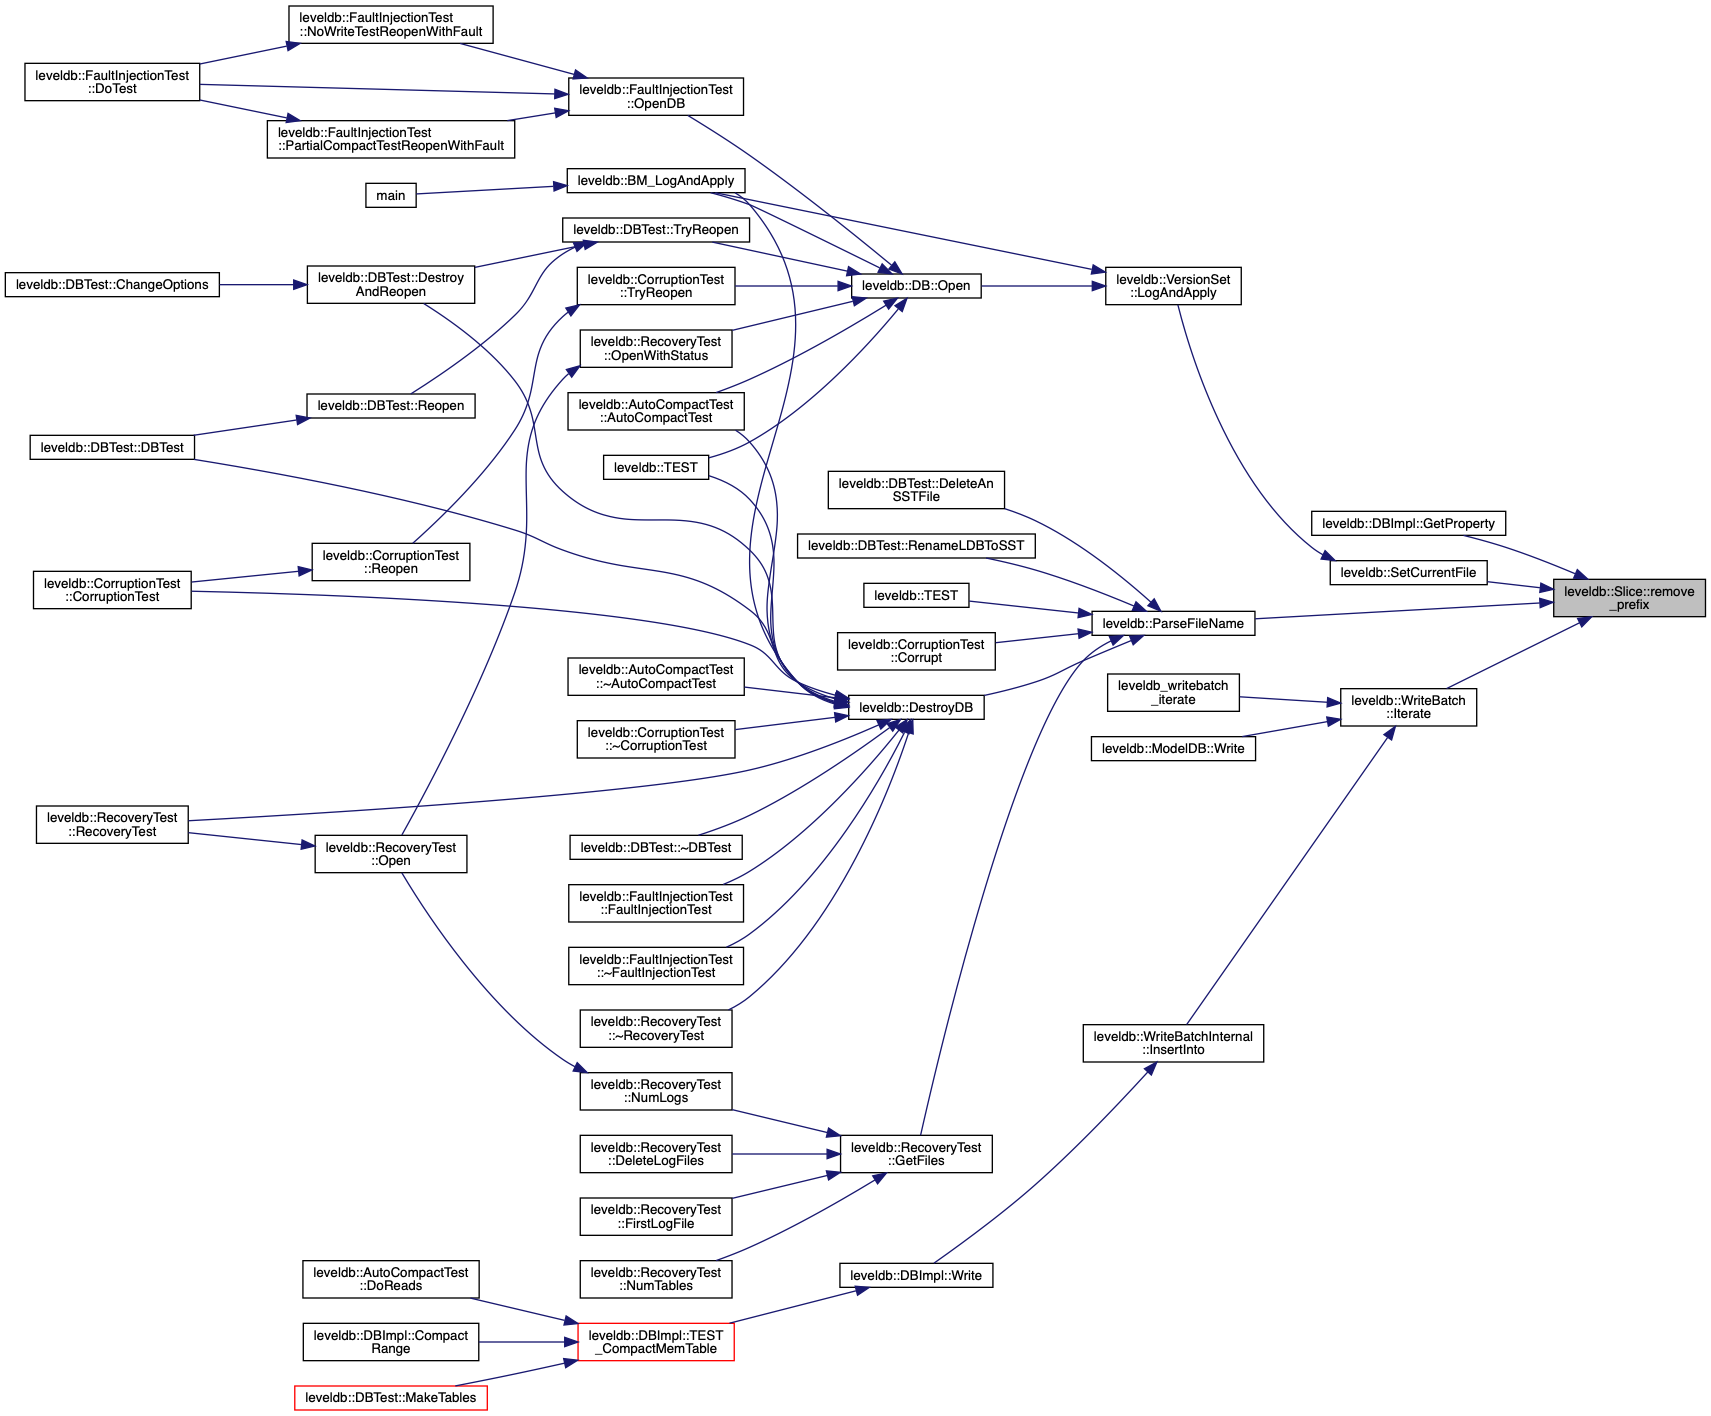 leveldb::FaultInjectionTest
::NoWriteTestReopenWithFault
leveldb::FaultInjectionTest
::DoTest
leveldb::FaultInjectionTest
::OpenDB
leveldb::FaultInjectionTest
::PartialCompactTestReopenWithFault
leveldb::BM_LogAndApply
main
leveldb::DBTest::TryReopen
leveldb::DBTest::ChangeOptions
leveldb::DBTest::Destroy
AndReopen
leveldb::CorruptionTest
::TryReopen
leveldb::DB::Open
leveldb::VersionSet
::LogAndApply
leveldb::RecoveryTest
::OpenWithStatus
leveldb::DBTest::Reopen
leveldb::AutoCompactTest
::AutoCompactTest
leveldb::DBTest::DBTest
leveldb::TEST
leveldb::DBTest::DeleteAn
SSTFile
leveldb::DBImpl::GetProperty
leveldb::DBTest::RenameLDBToSST
leveldb::CorruptionTest
::Reopen
leveldb::SetCurrentFile
leveldb::CorruptionTest
::CorruptionTest
leveldb::TEST
leveldb::Slice::remove
_prefix
leveldb::ParseFileName
leveldb::CorruptionTest
::Corrupt
leveldb::AutoCompactTest
::~AutoCompactTest
leveldb_writebatch
_iterate
leveldb::DestroyDB
leveldb::WriteBatch
::Iterate
leveldb::CorruptionTest
::~CorruptionTest
leveldb::ModelDB::Write
leveldb::RecoveryTest
::RecoveryTest
leveldb::RecoveryTest
::Open
leveldb::DBTest::~DBTest
leveldb::FaultInjectionTest
::FaultInjectionTest
leveldb::FaultInjectionTest
::~FaultInjectionTest
leveldb::RecoveryTest
::~RecoveryTest
leveldb::WriteBatchInternal
::InsertInto
leveldb::RecoveryTest
::NumLogs
leveldb::RecoveryTest
::DeleteLogFiles
leveldb::RecoveryTest
::GetFiles
leveldb::RecoveryTest
::FirstLogFile
leveldb::RecoveryTest
::NumTables
leveldb::DBImpl::Write
leveldb::AutoCompactTest
::DoReads
leveldb::DBImpl::Compact
Range
leveldb::DBImpl::TEST
_CompactMemTable
leveldb::DBTest::MakeTables